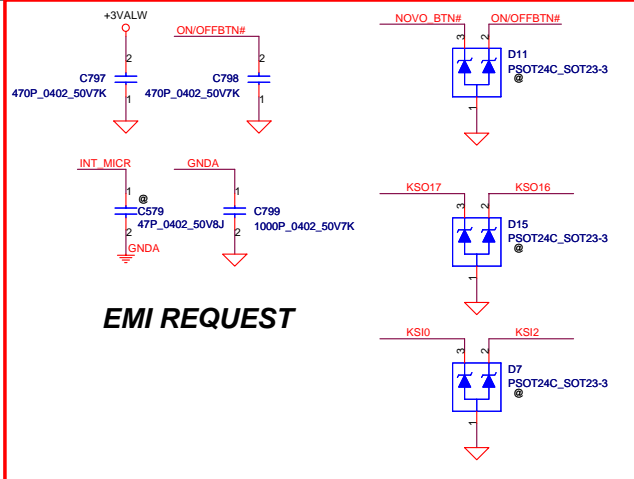 +3VALW
ON/OFFBTN#
2
C797
470P_0402_50V7K
1
2
C798
470P_0402_50V7K
1
INT_MICR
GNDA
1
@
C579
47P_0402_50V8J
2
GNDA
1
C799
1000P_0402_50V7K
2
EMI REQUEST
NOVO_BTN#
ON/OFFBTN#
3
2
D11
PSOT24C_SOT23-3
@
1
KSO17
KSO16
3
2
D15
PSOT24C_SOT23-3
@
1
KSI0
KSI2
3
2
D7
PSOT24C_SOT23-3
@
1